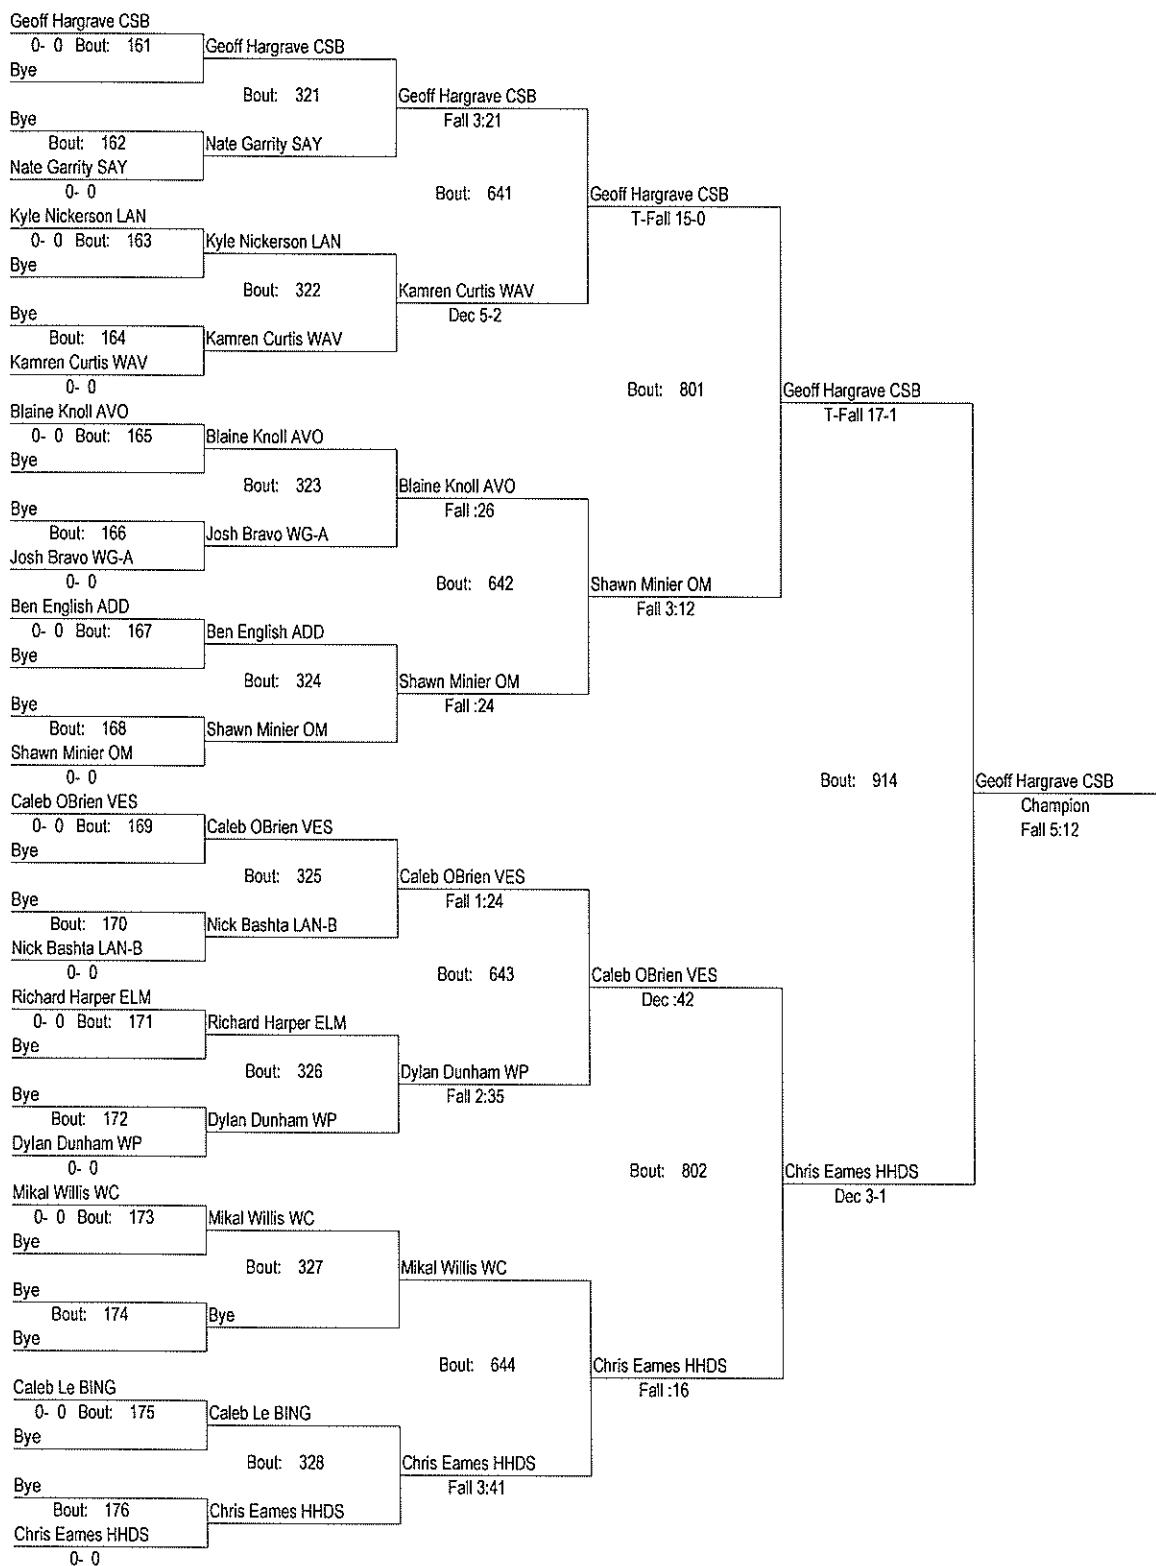 Geoff Hargrave CSB
0- 0 Bout: 161
Bye
Bye
Bout: 162
Nate Garrity SAY
0- 0
Kyle Nickerson LAN
0- 0 Bout: 163
Bye
Bye
Bout: 164
Kamren Curtis WAV
0- 0
Blaine Knoll AVO
0- 0 Bout: 165
Bye
Bye
Bout: 166
Josh Bravo WG-A
0- 0
Ben English ADD
0- 0 Bout: 167
Bye
Bye
Bout: 168
Shawn Minier OM
0- 0
Caleb OBrien VES
0- 0 Bout: 169
Bye
Bye
Bout: 170
Nick Bashta LAN-B
0- 0
Richard Harper ELM
0- 0 Bout: 171
Bye
Bye
Bout: 172
Dylan Dunham WP
0- 0
Mikal Willis WC
0- 0 Bout: 173
Bye
Bye
Bout: 174
Bye
Caleb Le BING
0- 0 Bout: 175
Bye
Bye
Bout: 176
Chris Eames HHDS
0- 0
Geoff Hargrave CSB
Bout: 321
Nate Garrity SAY
Kyle Nickerson LAN
Bout: 322
Kamren Curtis WAV
Blaine Knoll AVO
Bout: 323
Josh Bravo WG-A
Ben English ADD
Bout: 324
Shawn Minier OM
Caleb OBrien VES
Bout: 325
Nick Bashta LAN-B
Richard Harper ELM
Bout: 326
Dylan Dunham WP
Mikal Willis WC
Bout: 327
Bye
Caleb Le BING
Bout: 328
Chris Eames HHDS
Geoff Hargrave CSB
Fall 3:21
Bout: 641
Kamren Curtis WAV
Dec 5-2
Blaine Knoll AVO
Fall :26
Bout: 642
Shawn Minier OM
Fall :24
Caleb OBrien VES
Fall 1:24
Bout: 643
Dylan Dunham WP
Fall 2:35
Mikal Willis WC
Bout: 644
Chris Eames HHDS
Fall 3:41
Geoff Hargrave CSB
T-Fall 15-0
Bout: 801
Shawn Minier OM
Fall 3:12
Caleb OBrien VES
Dec :42
Bout: 802
Chris Eames HHDS
Fall :16
Geoff Hargrave CSB
T-Fall 17-1
Bout: 914
Chris Eames HHDS
Dec 3-1
Geoff Hargrave CSB
Champion
Fall 5:12